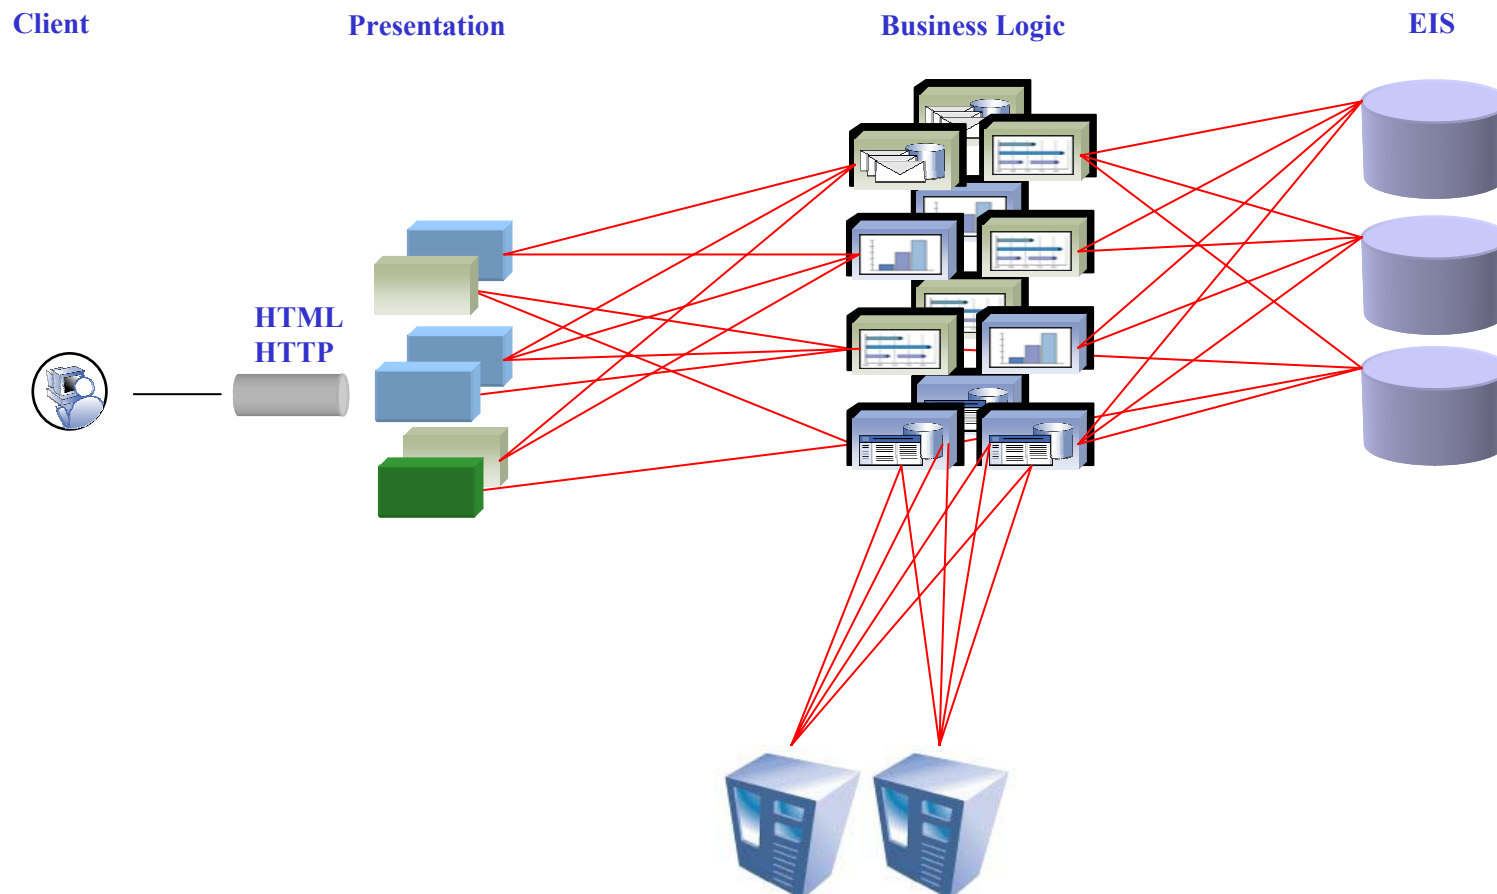 Client
Presentation
Business Logic
EIS
HTML
HTTP